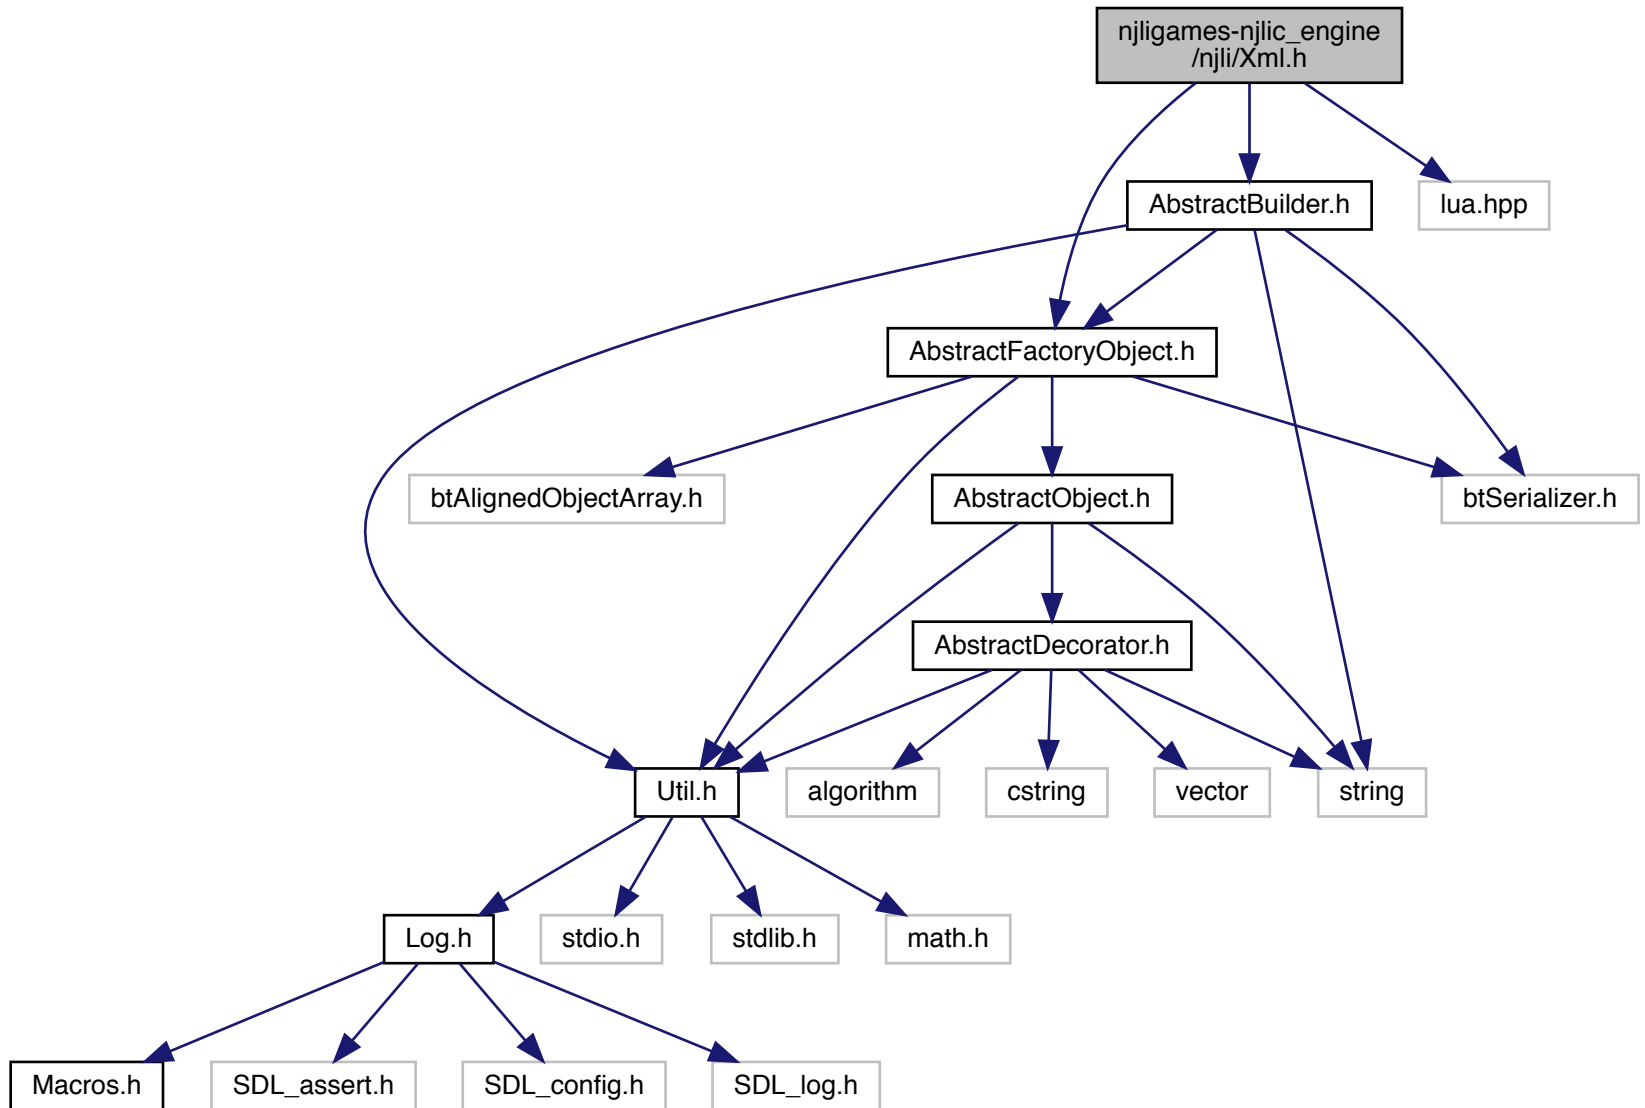 njligames-njlic_engine
/njli/Xml.h
AbstractBuilder.h
lua.hpp
AbstractFactoryObject.h
btAlignedObjectArray.h
AbstractObject.h
btSerializer.h
AbstractDecorator.h
Util.h
algorithm
cstring
vector
string
Log.h
stdio.h
stdlib.h
math.h
Macros.h
SDL_assert.h
SDL_config.h
SDL_log.h